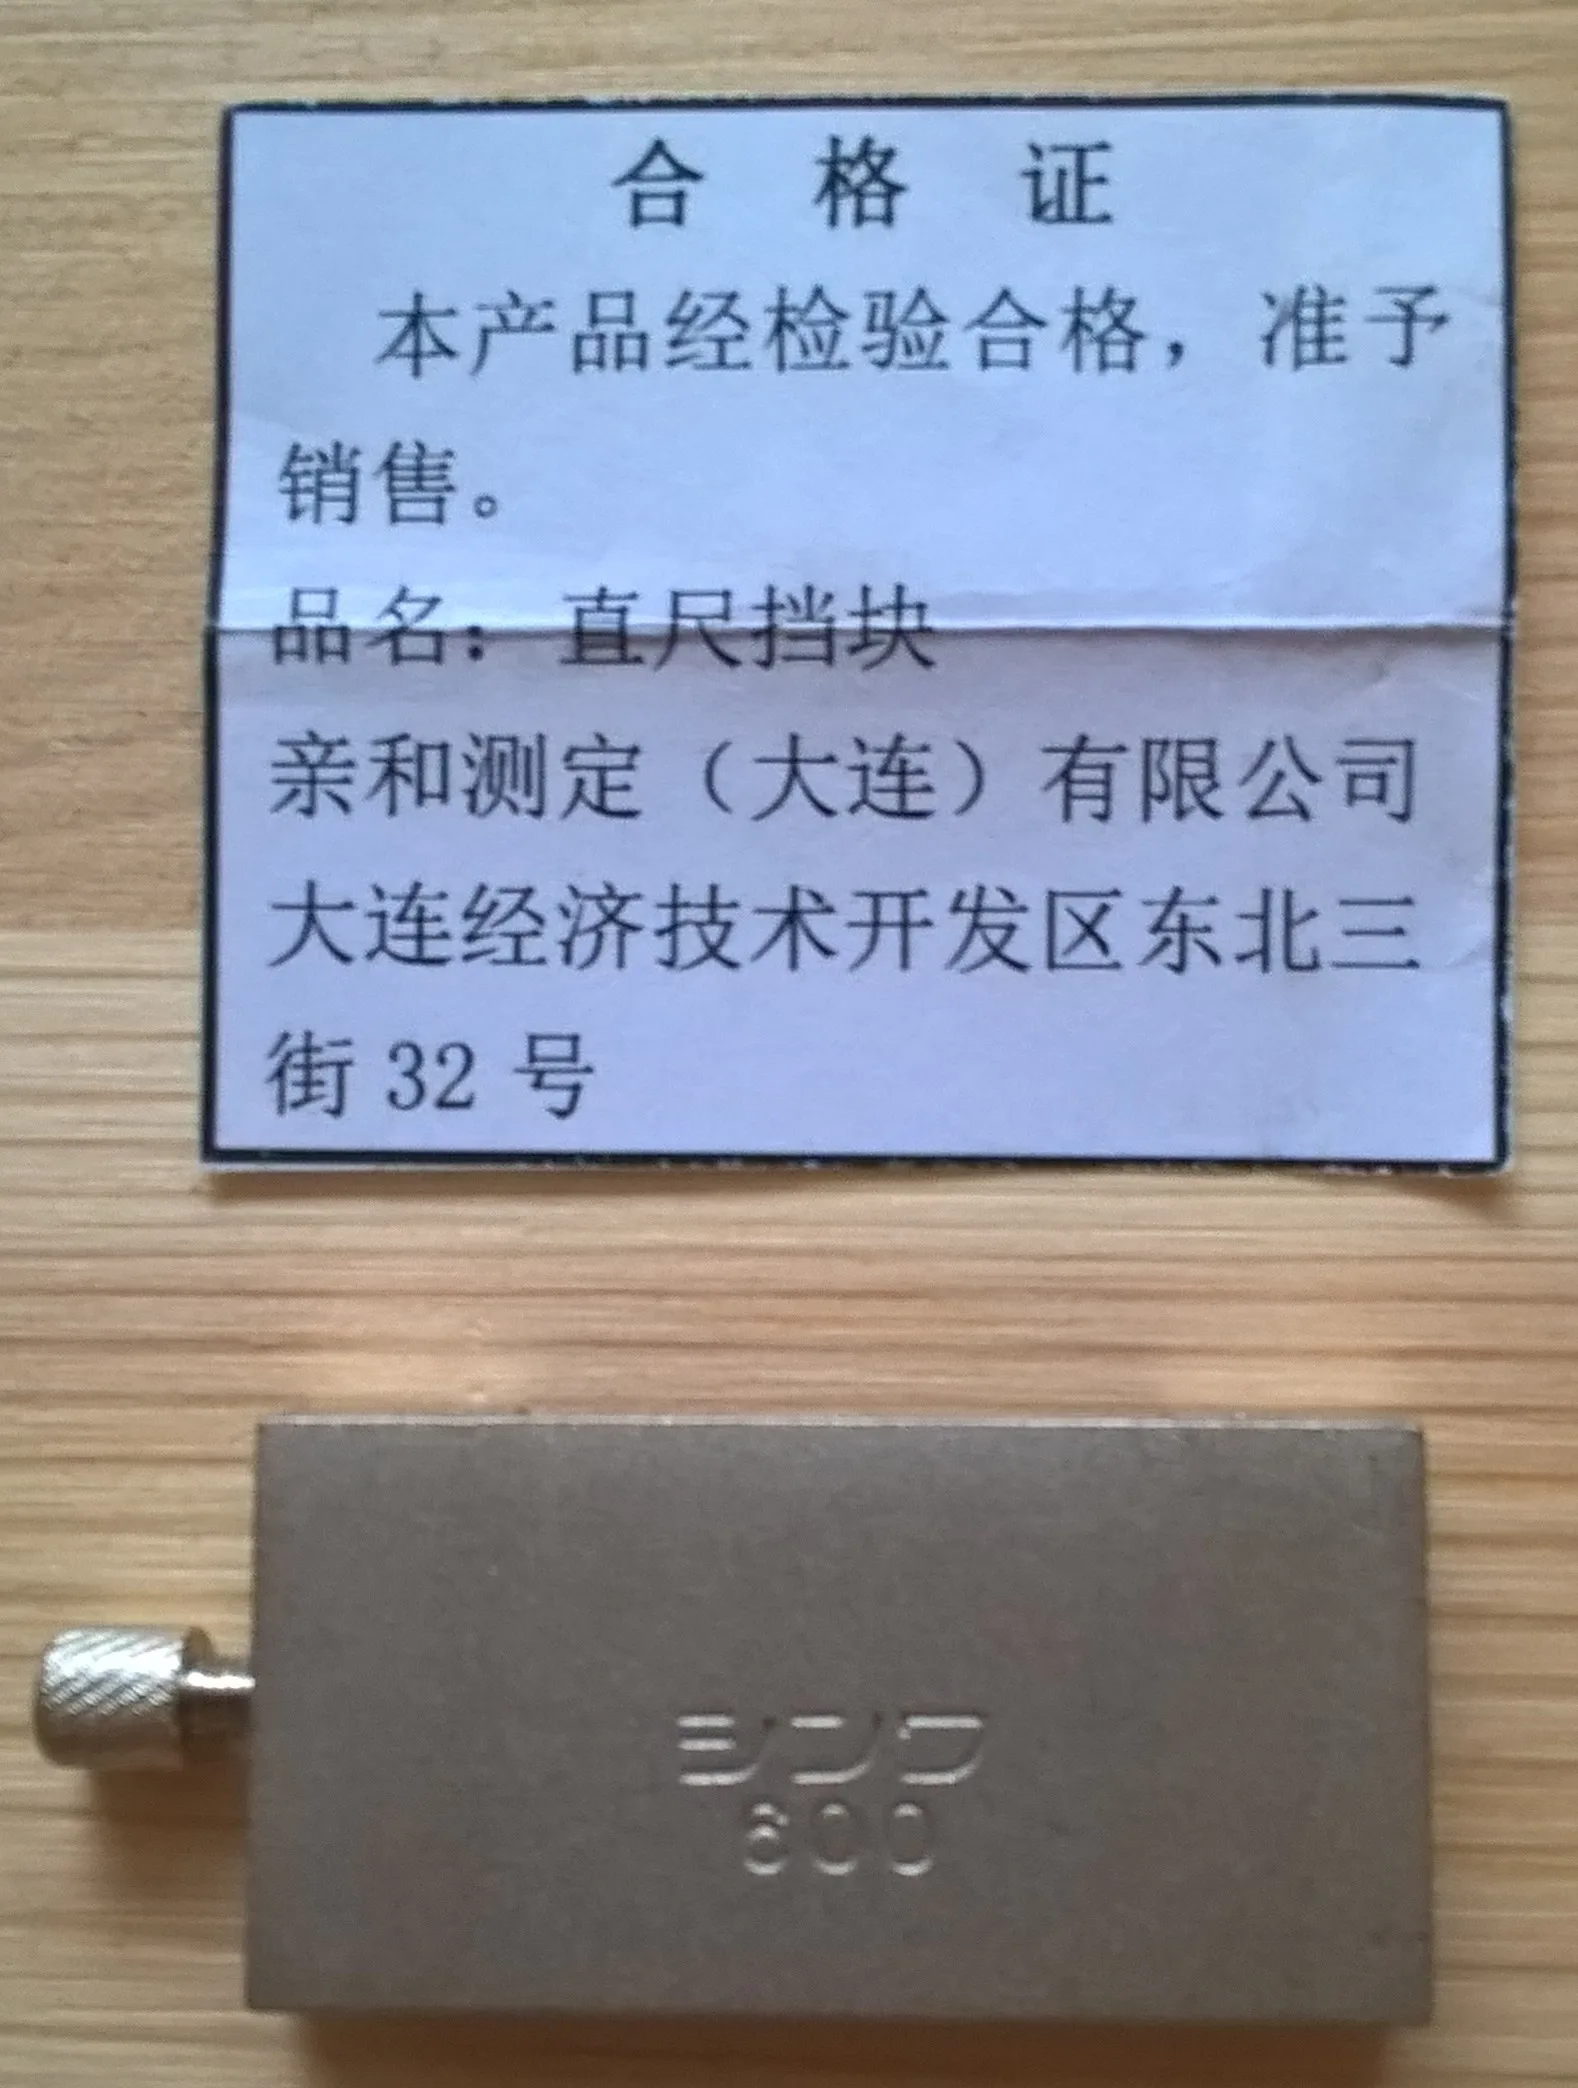 合 格 证
本产品经检验合格，准予
销售。
品名：直尺挡块
亲和测定（大连）有限公司
大连经济技术开发区东北三
街 32 号
シンワ
600